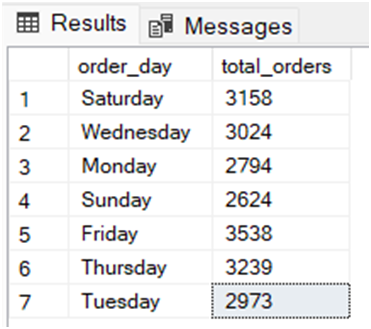 Results Messages
order_day total_orders
1 Saturday 3158
2 Wednesday 3024
3 Monday 2794
4 Sunday 2624
5 Friday 3538
6 Thursday 3239
7 Tuesday 2973